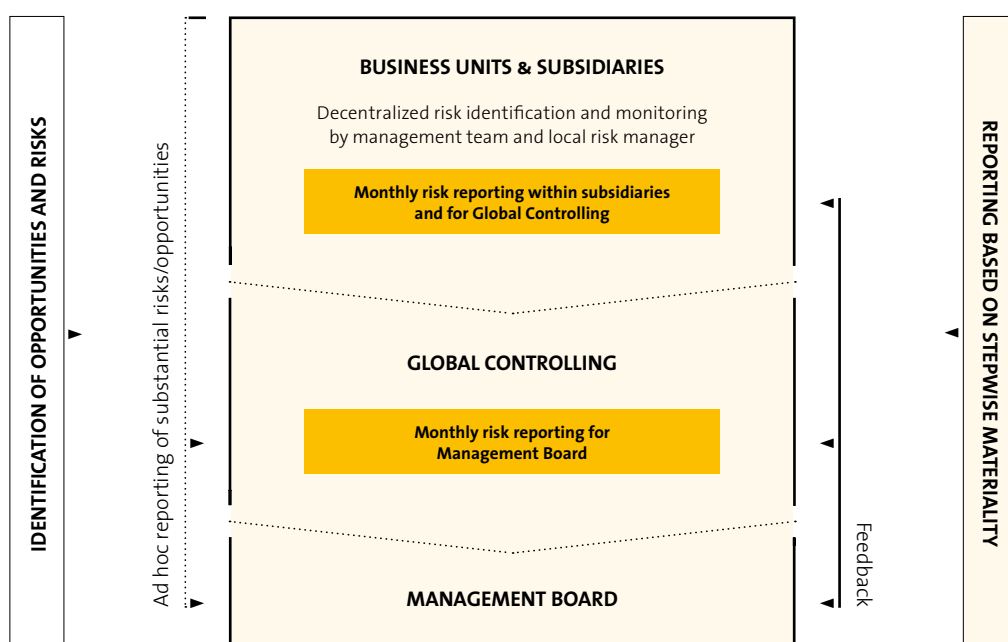 IDENTIFICATION OF OPPORTUNITIES AND RISKS
Ad hoc reporting of substantial risks/opportunities
BUSINESS UNITS & SUBSIDIARIES
Decentralized risk identification and monitoring
by management team and local risk manager
Monthly risk reporting within subsidiaries
and for Global Controlling
GLOBAL CONTROLLING
Monthly risk reporting for
Management Board
MANAGEMENT BOARD
Feedback
REPORTING BASED ON STEPWISE MATERIALITY